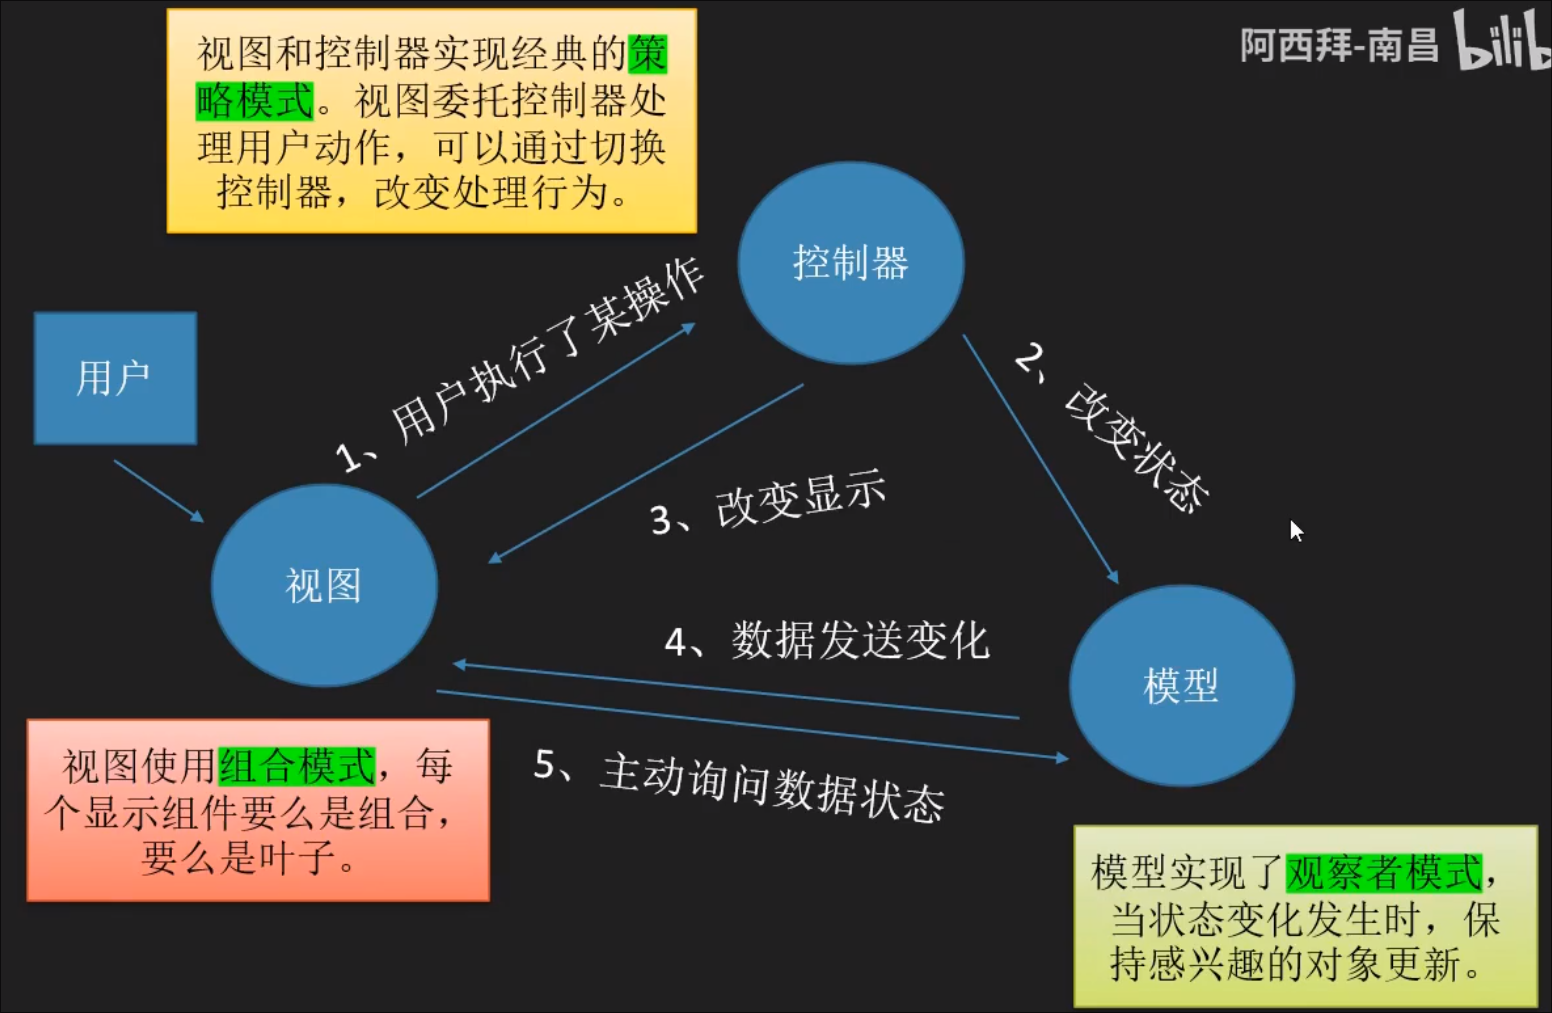 阿西拜-南昌 bilib
视图和控制器实现经典的策
略模式。视图委托控制器处
理用户动作，可以通过切换
控制器，改变处理行为。
控制器
用户
1、用户执行了某操作
2、改变状态
3、改变显示
视图
4、数据发送变化
模型
5、主动询问数据状态
视图使用组合模式，每
个显示组件要么是组合，
要么是叶子。
模型实现了观察者模式，
当状态变化发生时，保
持感兴趣的对象更新。